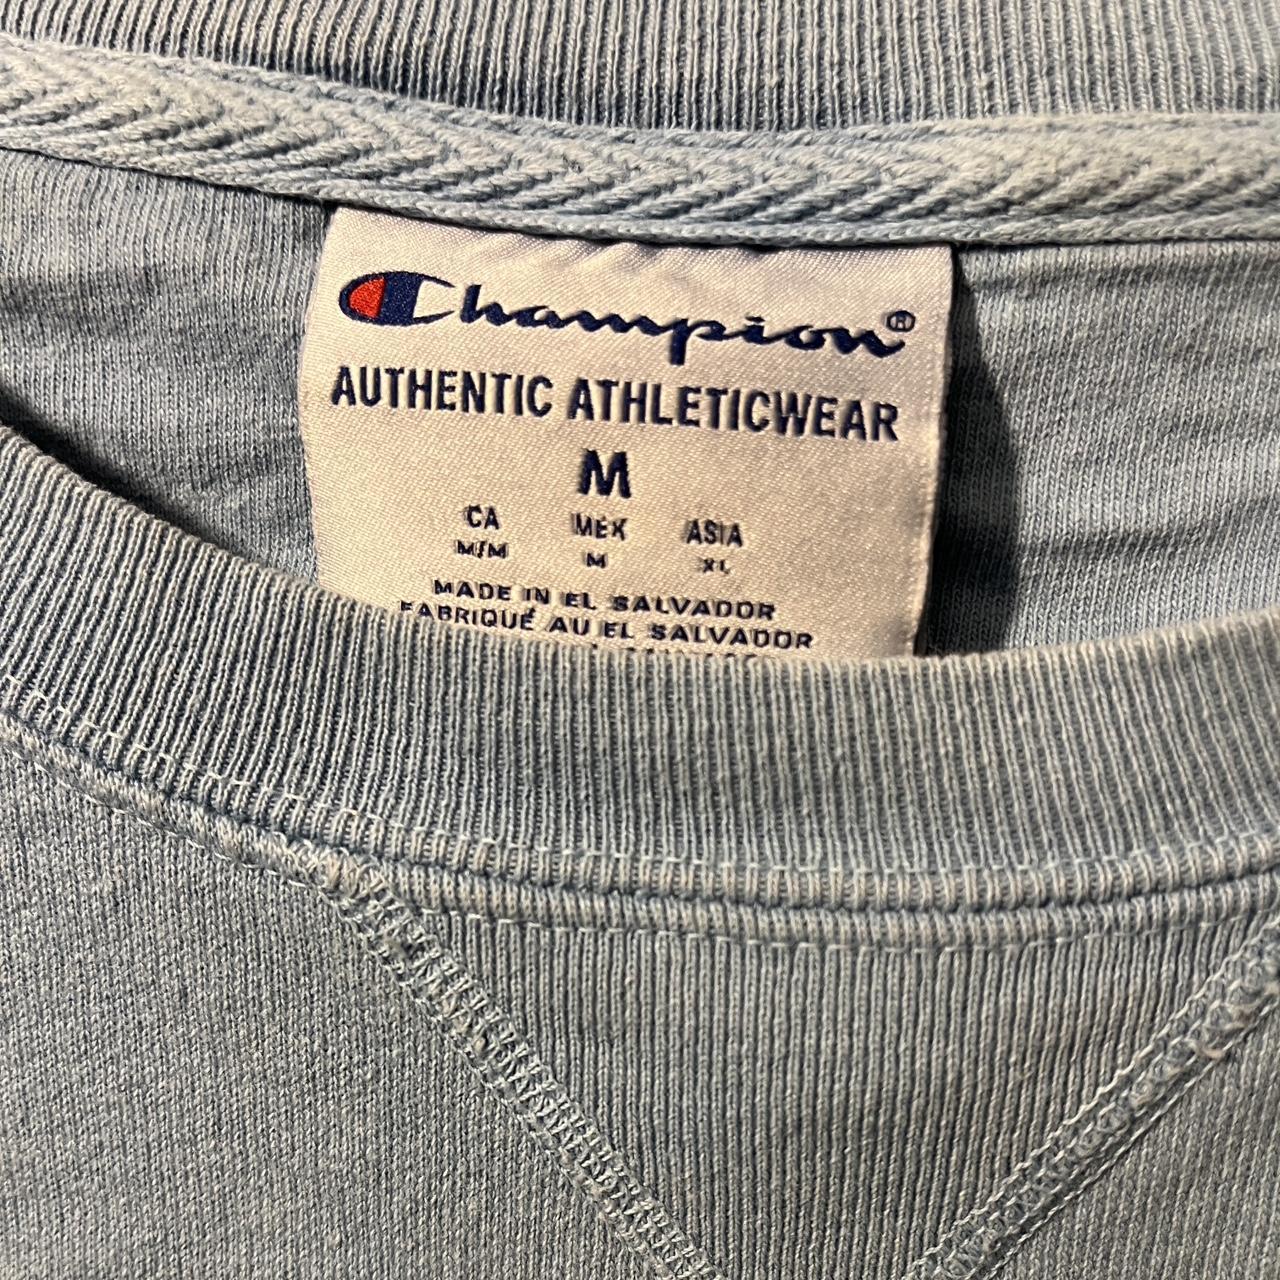 Champion®
AUTHENTIC ATHLETICWEAR
M
CA MEX ASIA
M/M M XL
MADE IN EL SALVADOR
FABRIQUÉ AU EL SALVADOR